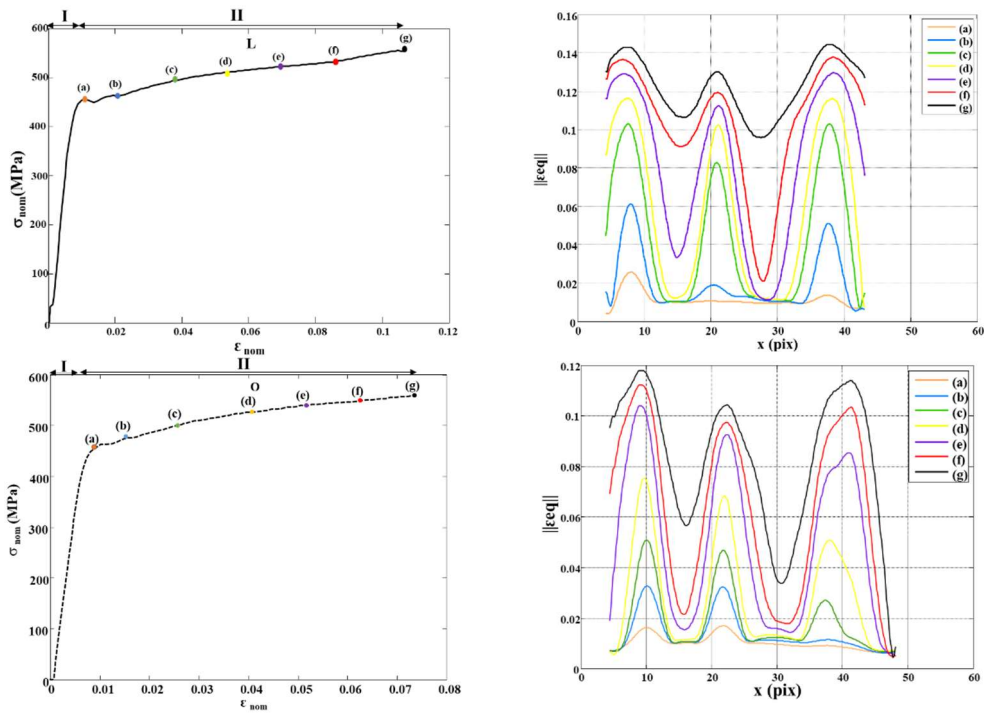 I II
L
600
500
400
300
200
100
0
σnom(MPa)
(a) (b) (c) (d) (e) (f) (g)
0 0.02 0.04 0.06 0.08 0.1 0.12
ε nom
0.16
0.14
0.12
0.1
0.08
0.06
0.04
0.02
0
||εeq||
0 10 20 30 40 50 60
x (pix)
(a)
(b)
(c)
(d)
(e)
(f)
(g)
I II
O
600
500
400
300
200
100
0
σ nom (MPa)
(a) (b) (c) (d) (e) (f) (g)
0 0.01 0.02 0.03 0.04 0.05 0.06 0.07 0.08
ε nom
0.12
0.1
0.08
0.06
0.04
0.02
0
||εeq||
0 10 20 30 40 50 60
x (pix)
(a)
(b)
(c)
(d)
(e)
(f)
(g)